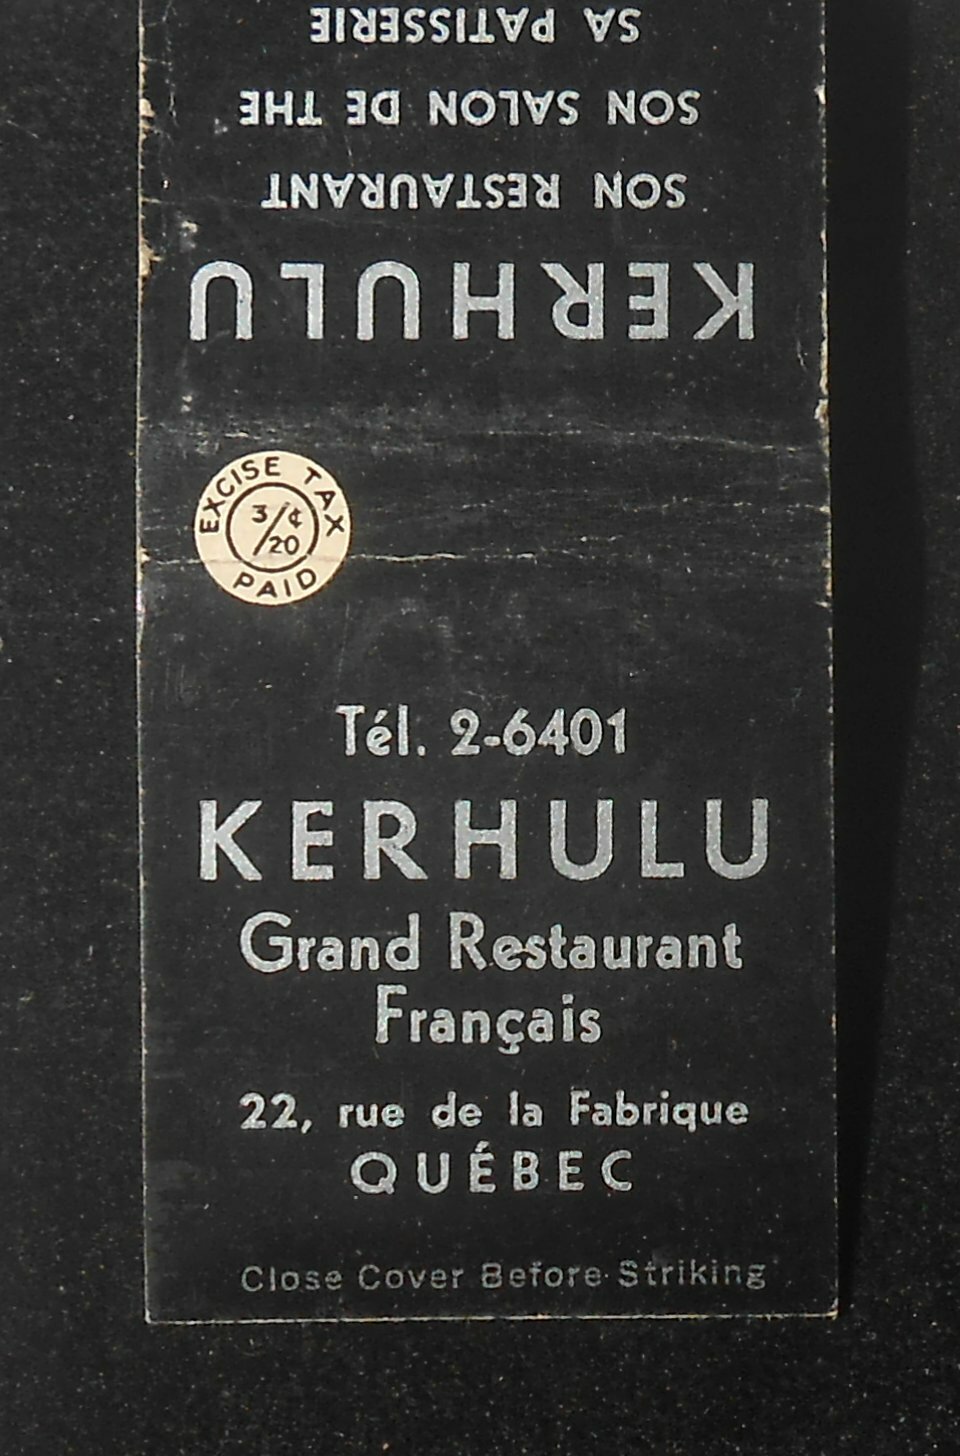 SA PATISSERIE
SON SALON DE THE
SON RESTAURANT
KERHULU
EXCISE TAX
3/20 ¢
PAID
Tél. 2-6401
KERHULU
Grand Restaurant
Français
22, rue de la Fabrique
QUÉBEC
Close Cover Before Striking